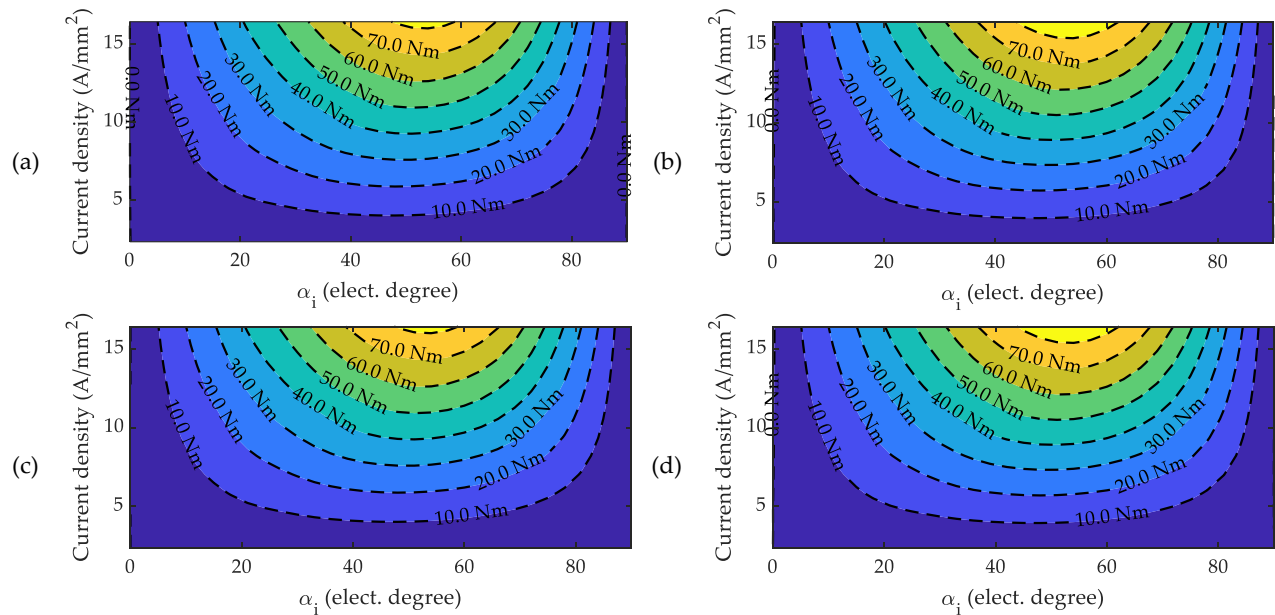 (a)
Current density (A/mm²)
15
10
5
0.0 Nm
10.0 Nm
20.0 Nm
30.0 Nm
40.0 Nm
50.0 Nm
60.0 Nm
70.0 Nm
30.0 Nm
20.0 Nm
10.0 Nm
0.0 Nm
0
20
40
60
80
αi (elect. degree)
(b)
Current density (A/mm²)
15
10
5
0.0 Nm
10.0 Nm
20.0 Nm
30.0 Nm
40.0 Nm
50.0 Nm
60.0 Nm
70.0 Nm
30.0 Nm
20.0 Nm
10.0 Nm
0
20
40
60
80
αi (elect. degree)
(c)
Current density (A/mm²)
15
10
5
10.0 Nm
20.0 Nm
30.0 Nm
40.0 Nm
50.0 Nm
60.0 Nm
70.0 Nm
30.0 Nm
20.0 Nm
10.0 Nm
0
20
40
60
80
αi (elect. degree)
(d)
Current density (A/mm²)
15
10
5
0.0 Nm
10.0 Nm
20.0 Nm
30.0 Nm
40.0 Nm
50.0 Nm
60.0 Nm
70.0 Nm
30.0 Nm
20.0 Nm
10.0 Nm
0
20
40
60
80
αi (elect. degree)